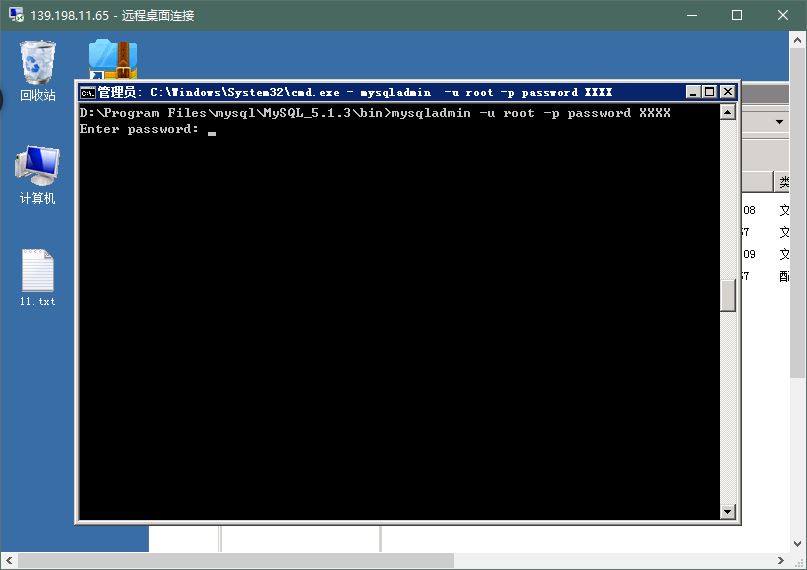 139.198.11.65 - 远程桌面连接
回收站
管理员: C:\Windows\System32\cmd.exe - mysqladmin  -u root -p password XXXX
D:\Program Files\mysql\MySQL_5.1.3\bin>mysqladmin -u root -p password XXXX
Enter password:
计算机
11.txt
类
08 文
57 文
09 文
57 配